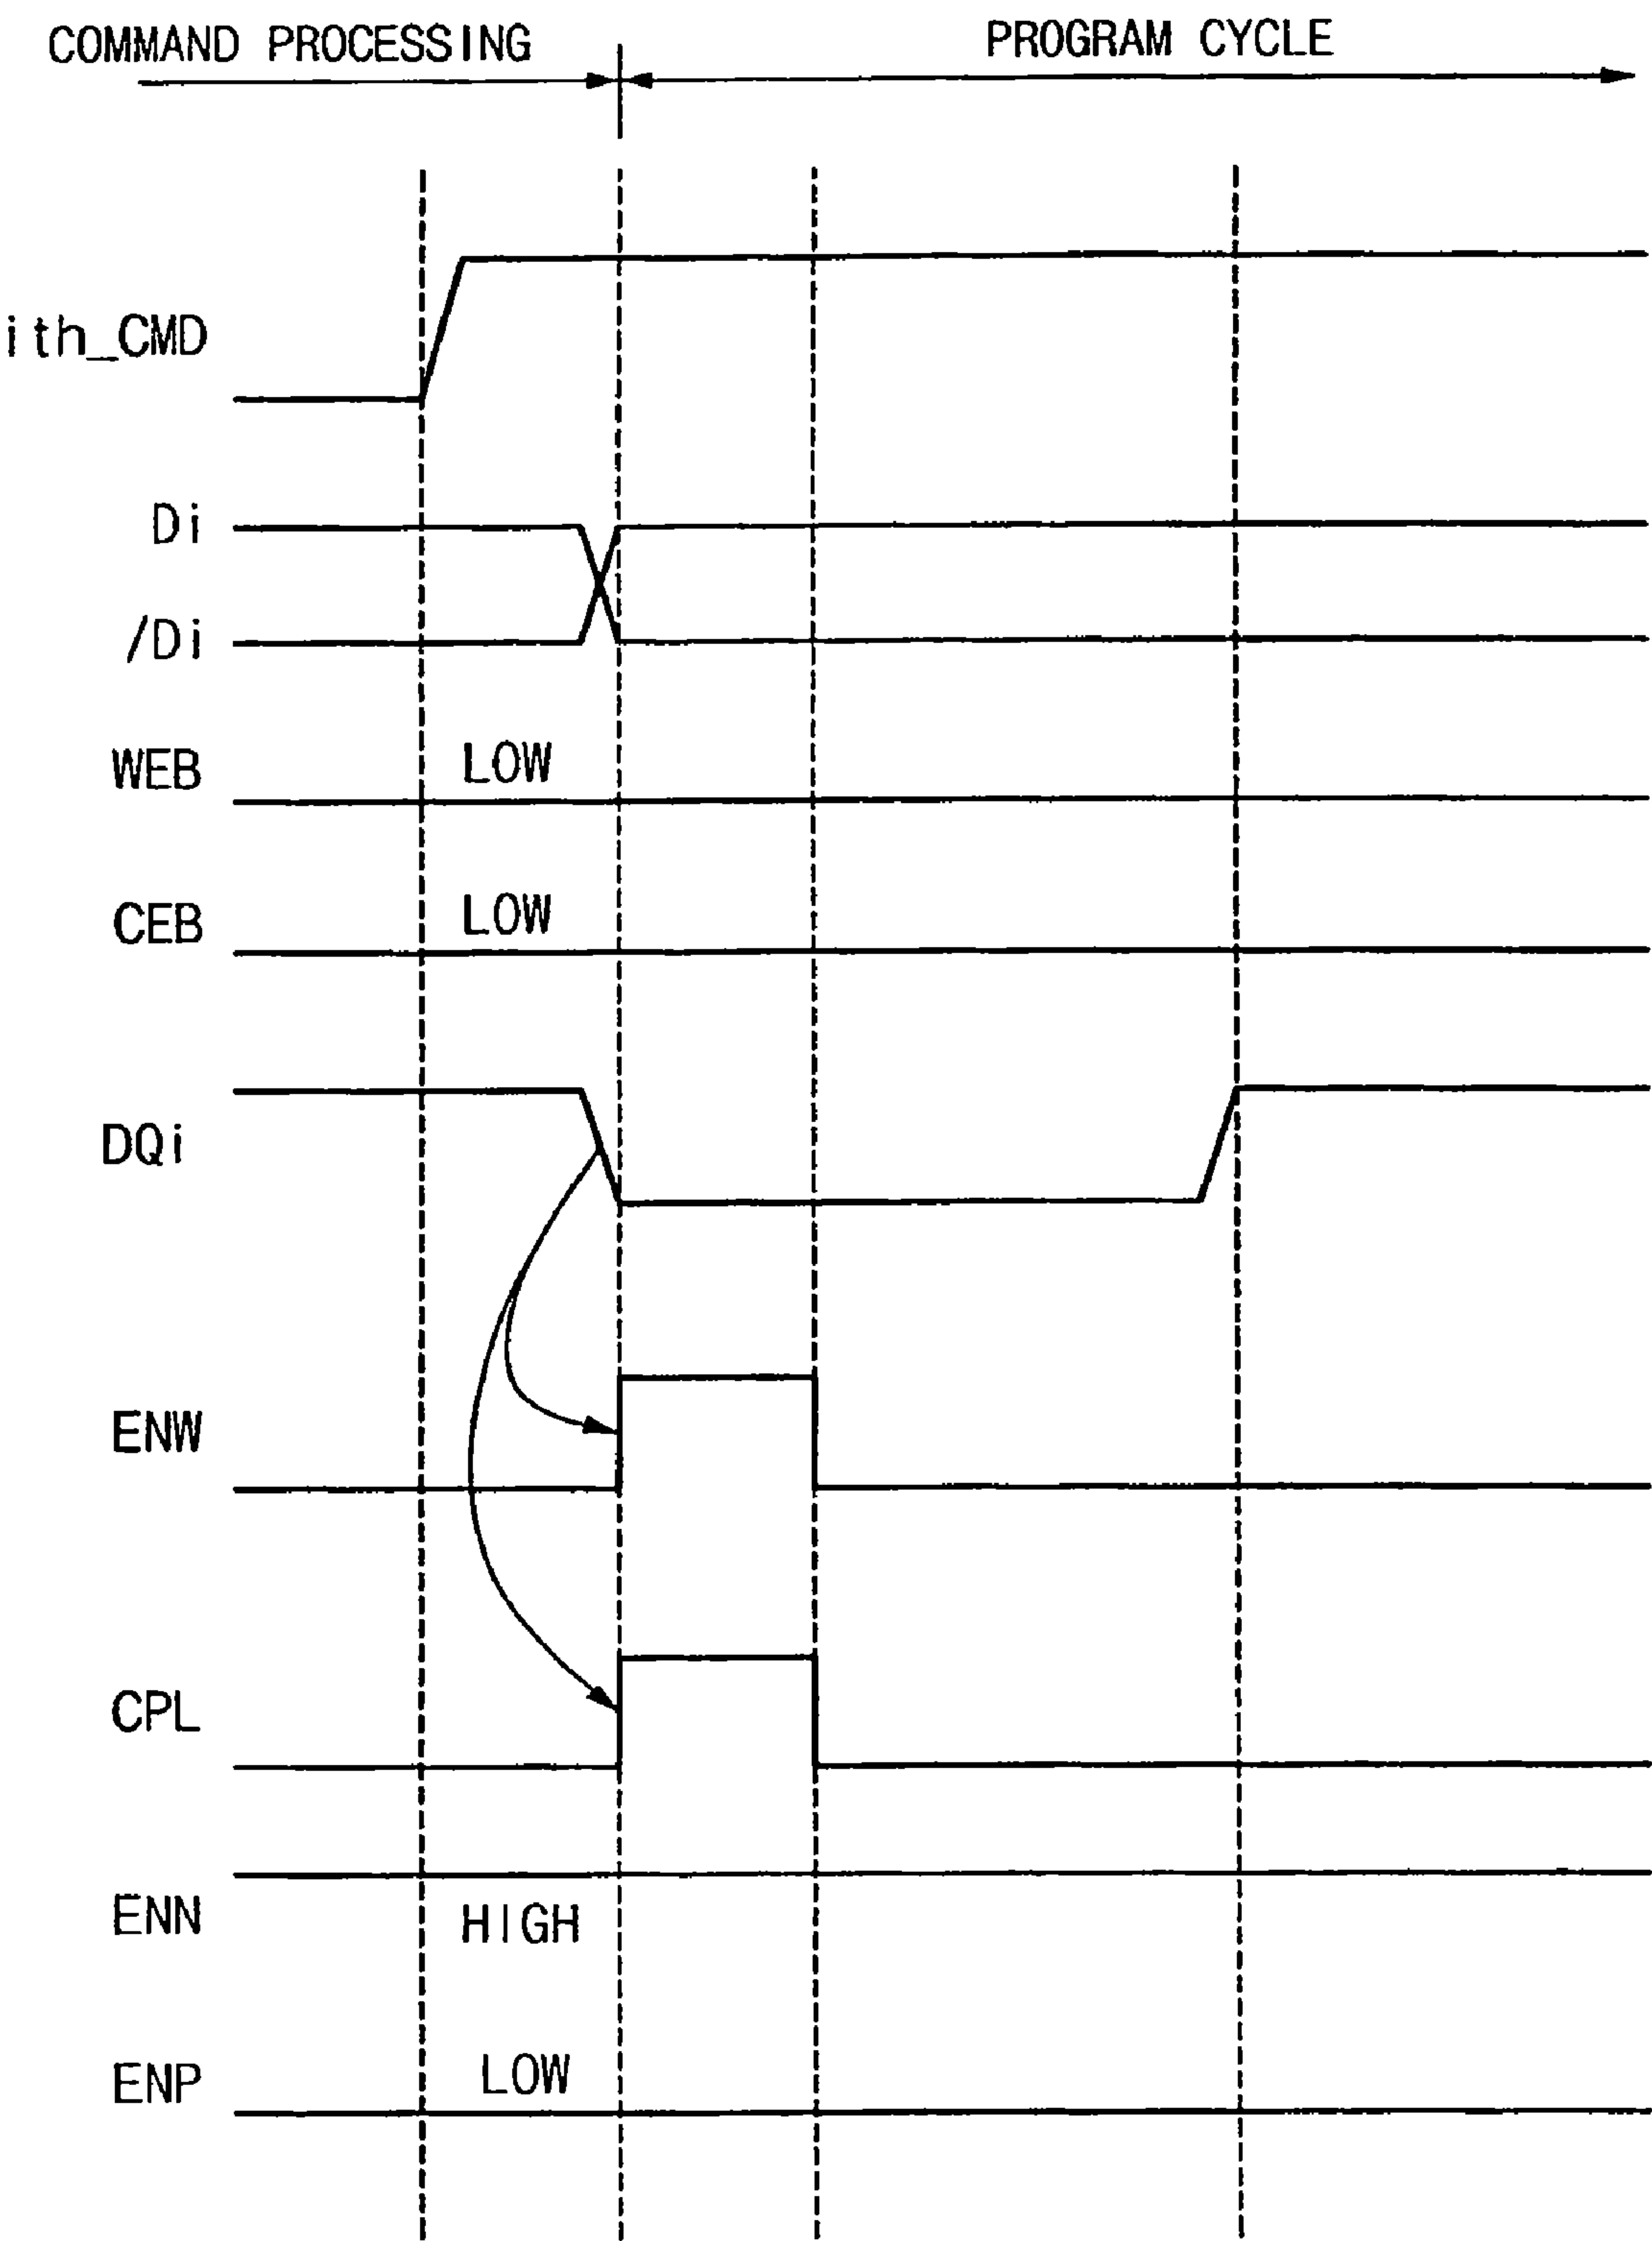 COMMAND PROCESSING
PROGRAM CYCLE
ith_CMD
Di
/Di
WEB LOW
CEB LOW
DQi
ENW
CPL
ENN HIGH
ENP LOW